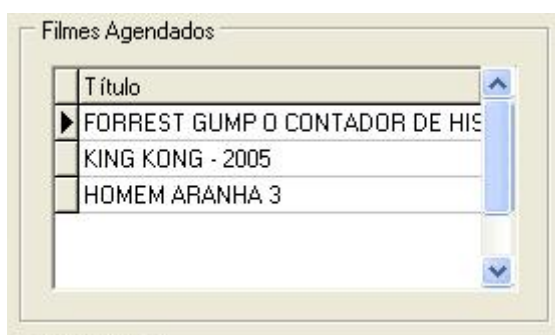 Filmes Agendados
Título
FORREST GUMP O CONTADOR DE HIS
KING KONG - 2005
HOMEM ARANHA 3